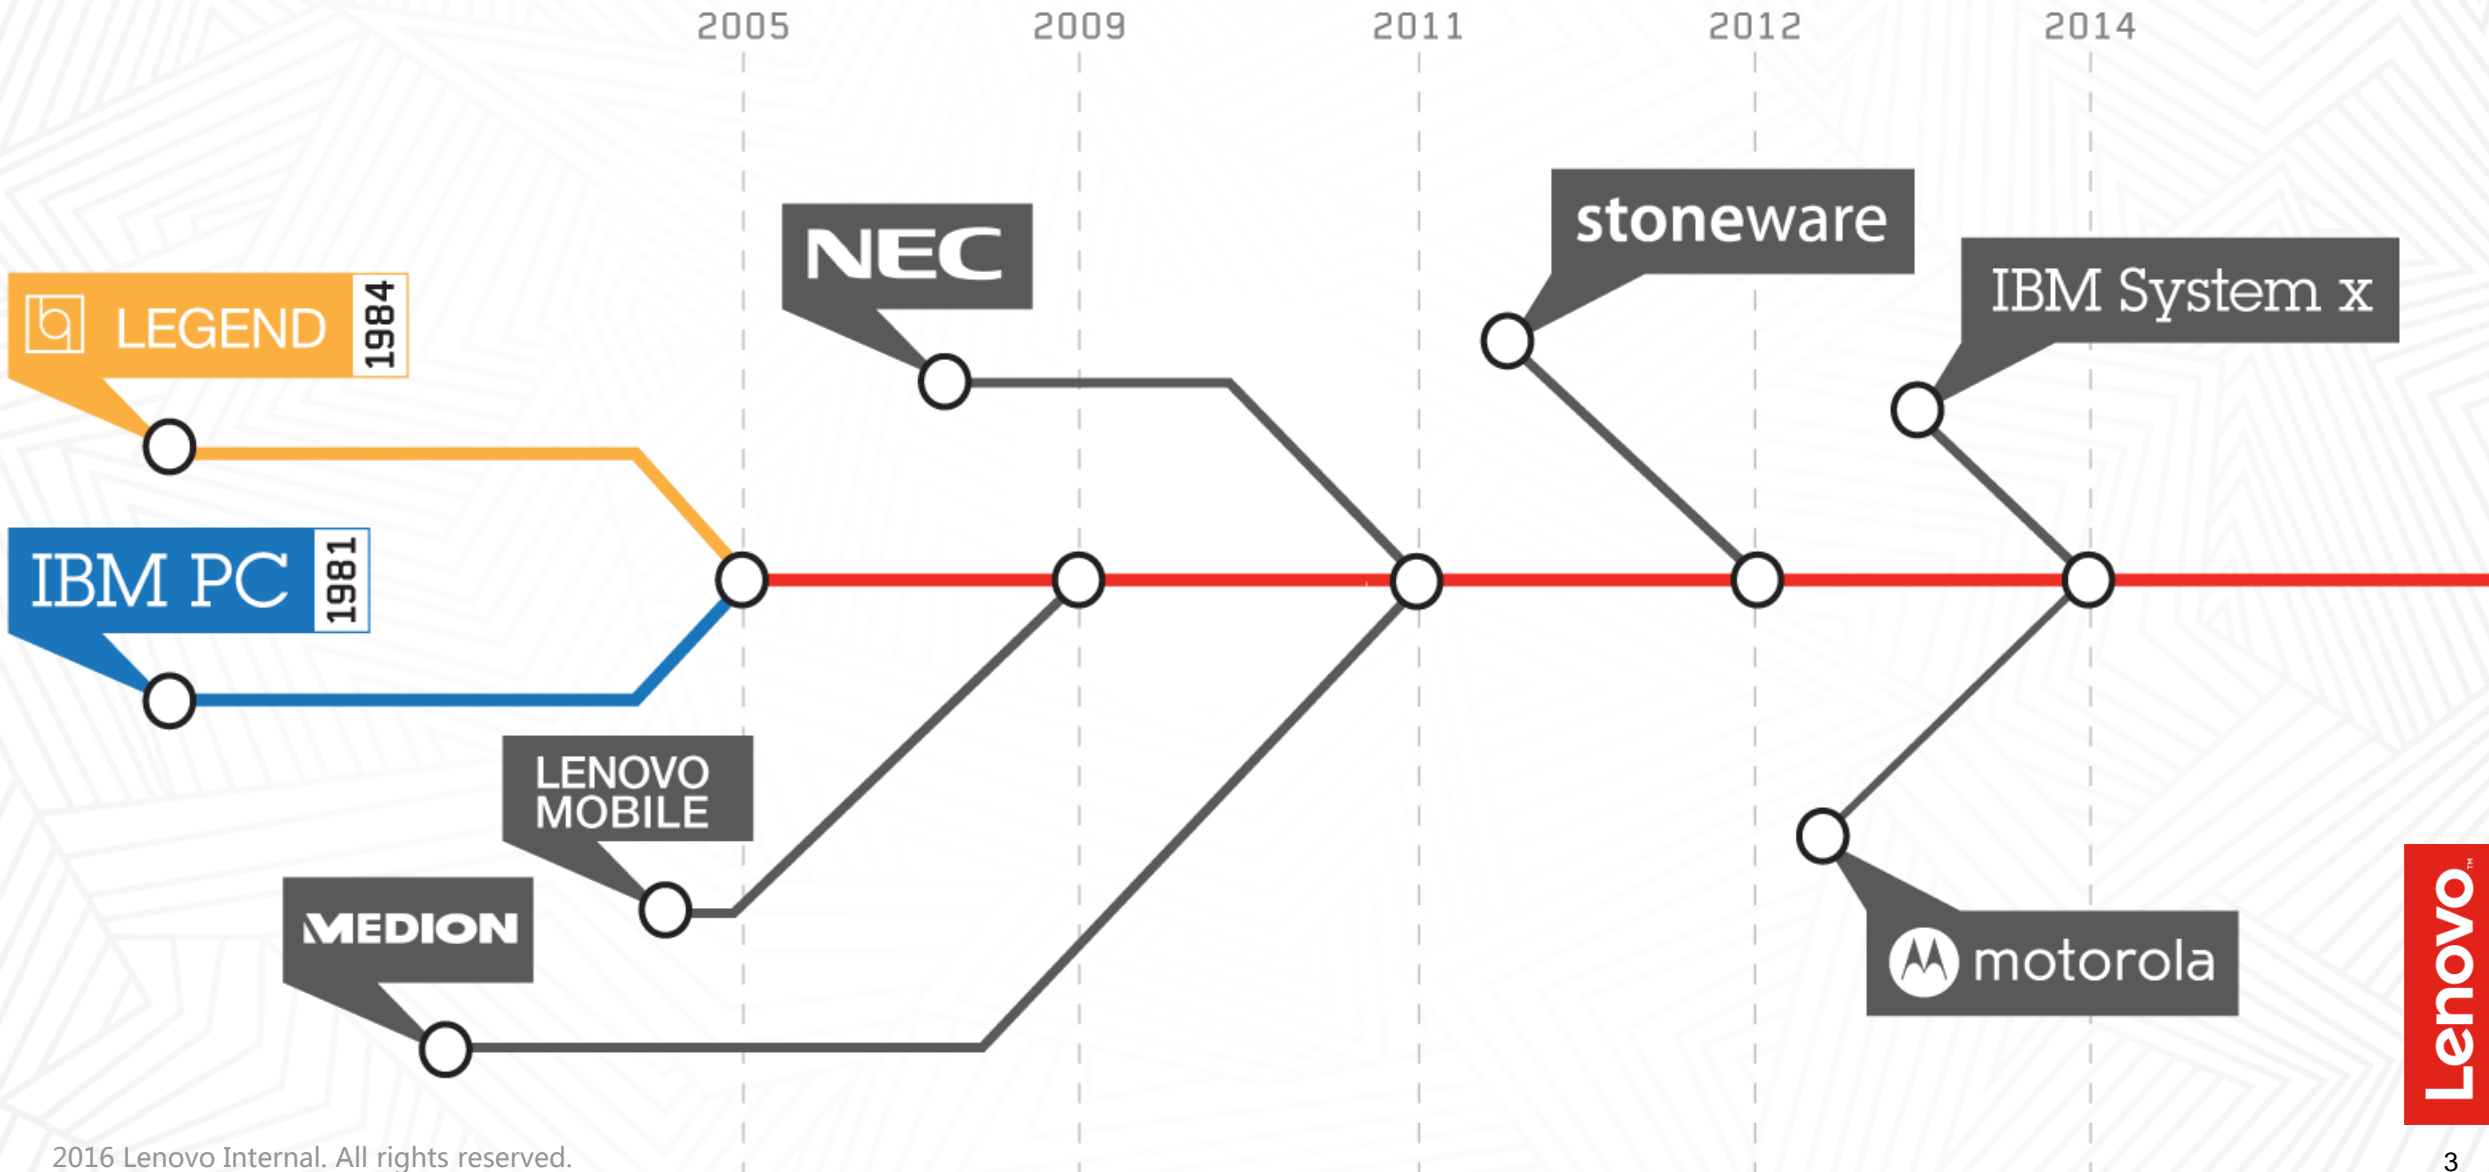 2005 2009 2011 2012 2014
stoneware
NEC
IBM System x
LEGEND 1984
IBM PC 1981
LENOVO
MOBILE
MEDION
motorola
Lenovo™
2016 Lenovo Internal. All rights reserved.
3